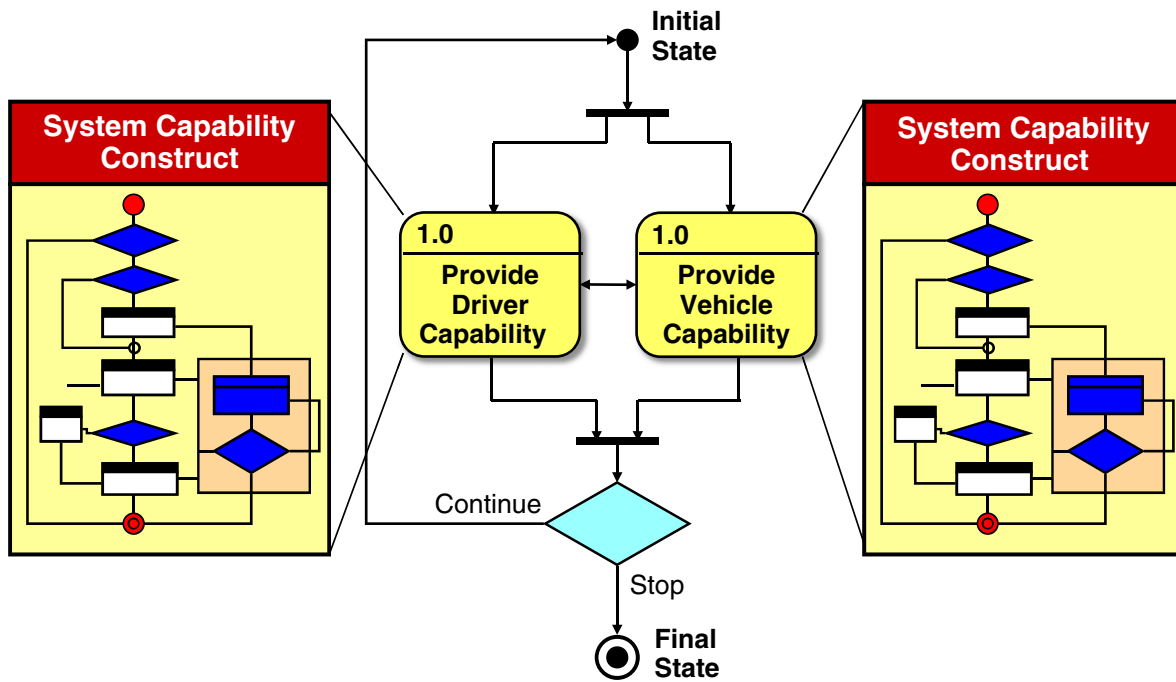 Initial
State
System Capability
Construct
System Capability
Construct
1.0
Provide
Driver
Capability
1.0
Provide
Vehicle
Capability
Continue
Stop
Final
State